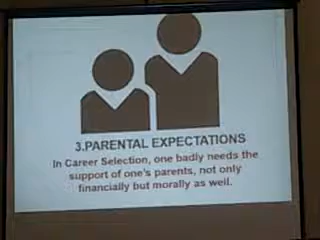 3.PARENTAL EXPECTATIONS
In Career Selection, one badly needs the
support of one's parents, not only
financially but morally as well.